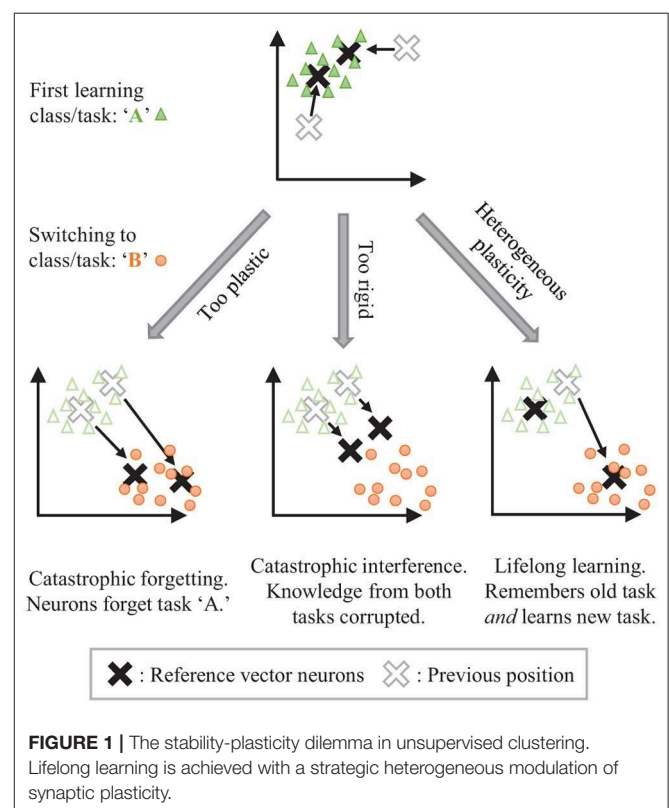 First learning
class/task: ‘A’
Switching to
class/task: ‘B’
Too plastic
Too rigid
Heterogeneous
plasticity
Catastrophic forgetting.
Neurons forget task ‘A.’
Catastrophic interference.
Knowledge from both
tasks corrupted.
Lifelong learning.
Remembers old task
and learns new task.
: Reference vector neurons
: Previous position
FIGURE 1 | The stability-plasticity dilemma in unsupervised clustering.
Lifelong learning is achieved with a strategic heterogeneous modulation of
synaptic plasticity.